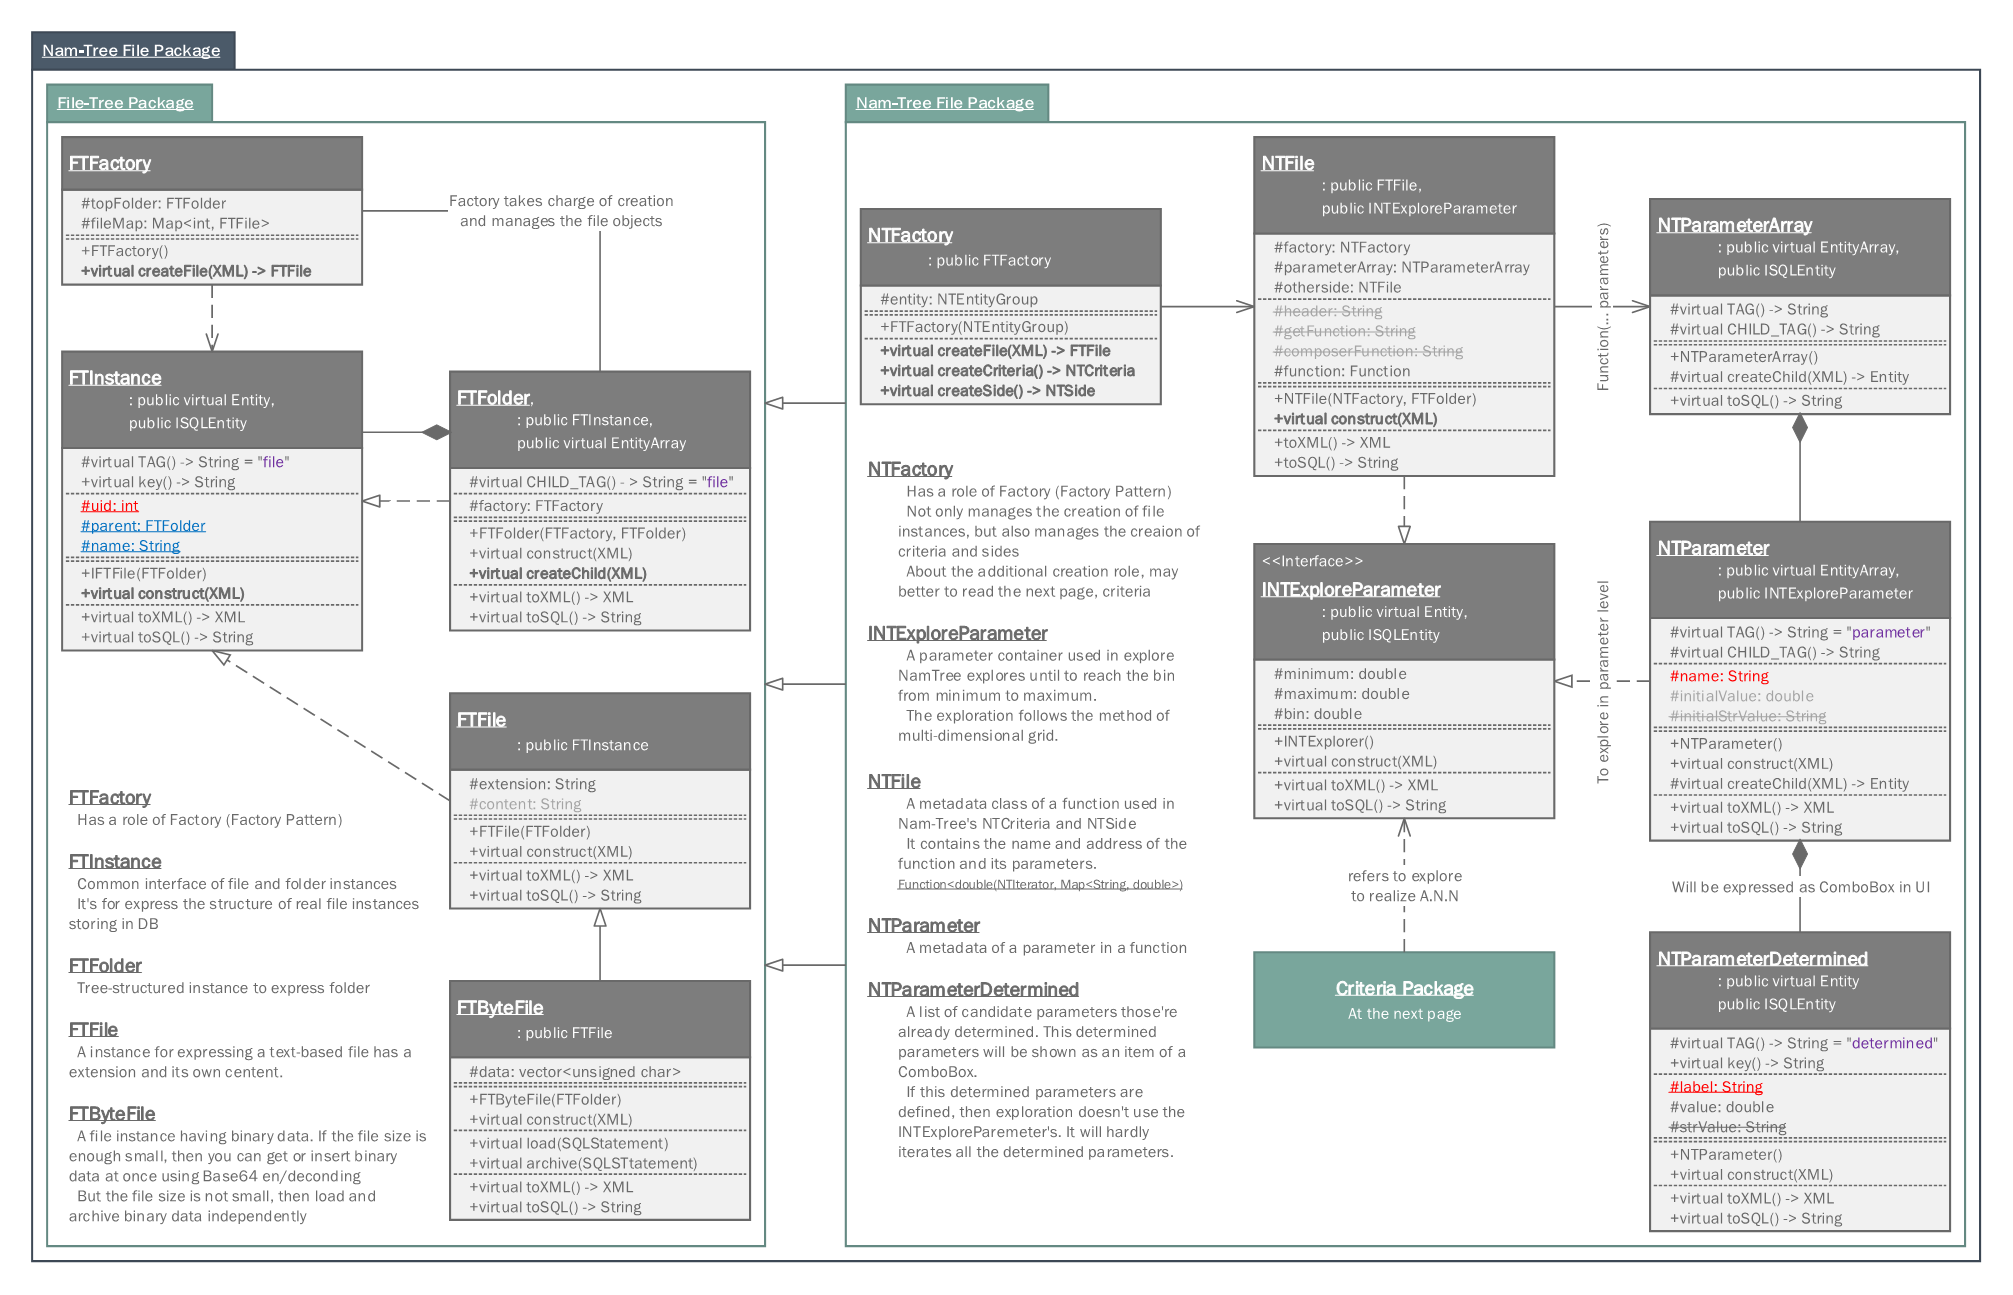 Nam-Tree File Package
File-Tree Package
FTFactory
#topFolder: FTFolder
#fileMap: Map<int, FTFile>
+FTFactory()
+virtual createFile(XML) -> FTFile
Factory takes charge of creation
and manages the file objects
FTInstance
: public virtual Entity,
public ISQLEntity
#virtual TAG() -> String = "file"
+virtual key() -> String
#uid: int
#parent: FTFolder
#name: String
+IFTFile(FTFolder)
+virtual construct(XML)
+virtual toXML() -> XML
+virtual toSQL() -> String
FTFolder,
: public FTInstance,
public virtual EntityArray
#virtual CHILD_TAG() - > String = "file"
#factory: FTFactory
+FTFolder(FTFactory, FTFolder)
+virtual construct(XML)
+virtual createChild(XML)
+virtual toXML() -> XML
+virtual toSQL() -> String
FTFile
: public FTInstance
#extension: String
#content: String
+FTFile(FTFolder)
+virtual construct(XML)
+virtual toXML() -> XML
+virtual toSQL() -> String
FTByteFile
: public FTFile
#data: vector<unsigned char>
+FTByteFile(FTFolder)
+virtual construct(XML)
+virtual load(SQLStatement)
+virtual archive(SQLSTtatement)
+virtual toXML() -> XML
+virtual toSQL() -> String
FTFactory
Has a role of Factory (Factory Pattern)
FTInstance
Common interface of file and folder instances
It's for express the structure of real file instances
storing in DB
FTFolder
Tree-structured instance to express folder
FTFile
A instance for expressing a text-based file has a
extension and its own centent.
FTByteFile
A file instance having binary data. If the file size is
enough small, then you can get or insert binary
data at once using Base64 en/deconding
But the file size is not small, then load and
archive binary data independently
Nam-Tree File Package
NTFactory
: public FTFactory
#entity: NTEntityGroup
+FTFactory(NTEntityGroup)
+virtual createFile(XML) -> FTFile
+virtual createCriteria() -> NTCriteria
+virtual createSide() -> NTSide
NTFactory
Has a role of Factory (Factory Pattern)
Not only manages the creation of file
instances, but also manages the creaion of
criteria and sides
About the additional creation role, may
better to read the next page, criteria
INTExploreParameter
A parameter container used in explore
NamTree explores until to reach the bin
from minimum to maximum.
The exploration follows the method of
multi-dimensional grid.
NTFile
A metadata class of a function used in
Nam-Tree's NTCriteria and NTSide
It contains the name and address of the
function and its parameters.
Function<double(NTIterator, Map<String, double>)
NTParameter
A metadata of a parameter in a function
NTParameterDetermined
A list of candidate parameters those're
already determined. This determined
parameters will be shown as an item of a
ComboBox.
If this determined parameters are
defined, then exploration doesn't use the
INTExploreParemeter's. It will hardly
iterates all the determined parameters.
NTFile
: public FTFile,
public INTExploreParameter
#factory: NTFactory
#parameterArray: NTParameterArray
#otherside: NTFile
#header: String
#getFunction: String
#composerFunction: String
#function: Function
+NTFile(NTFactory, FTFolder)
+virtual construct(XML)
+toXML() -> XML
+toSQL() -> String
<<Interface>>
INTExploreParameter
: public virtual Entity,
public ISQLEntity
#minimum: double
#maximum: double
#bin: double
+INTExplorer()
+virtual construct(XML)
+virtual toXML() -> XML
+virtual toSQL() -> String
refers to explore
to realize A.N.N
Criteria Package
At the next page
Function(... parameters)
To explore in parameter level
NTParameterArray
: public virtual EntityArray,
public ISQLEntity
#virtual TAG() -> String
#virtual CHILD_TAG() -> String
+NTParameterArray()
#virtual createChild(XML) -> Entity
+virtual toSQL() -> String
NTParameter
: public virtual EntityArray,
public INTExploreParameter
#virtual TAG() -> String = "parameter"
#virtual CHILD_TAG() -> String
#name: String
#initialValue: double
#initialStrValue: String
+NTParameter()
+virtual construct(XML)
#virtual createChild(XML) -> Entity
+virtual toXML() -> XML
+virtual toSQL() -> String
Will be expressed as ComboBox in UI
NTParameterDetermined
: public virtual Entity
public ISQLEntity
#virtual TAG() -> String = "determined"
+virtual key() -> String
#label: String
#value: double
#strValue: String
+NTParameter()
+virtual construct(XML)
+virtual toXML() -> XML
+virtual toSQL() -> String